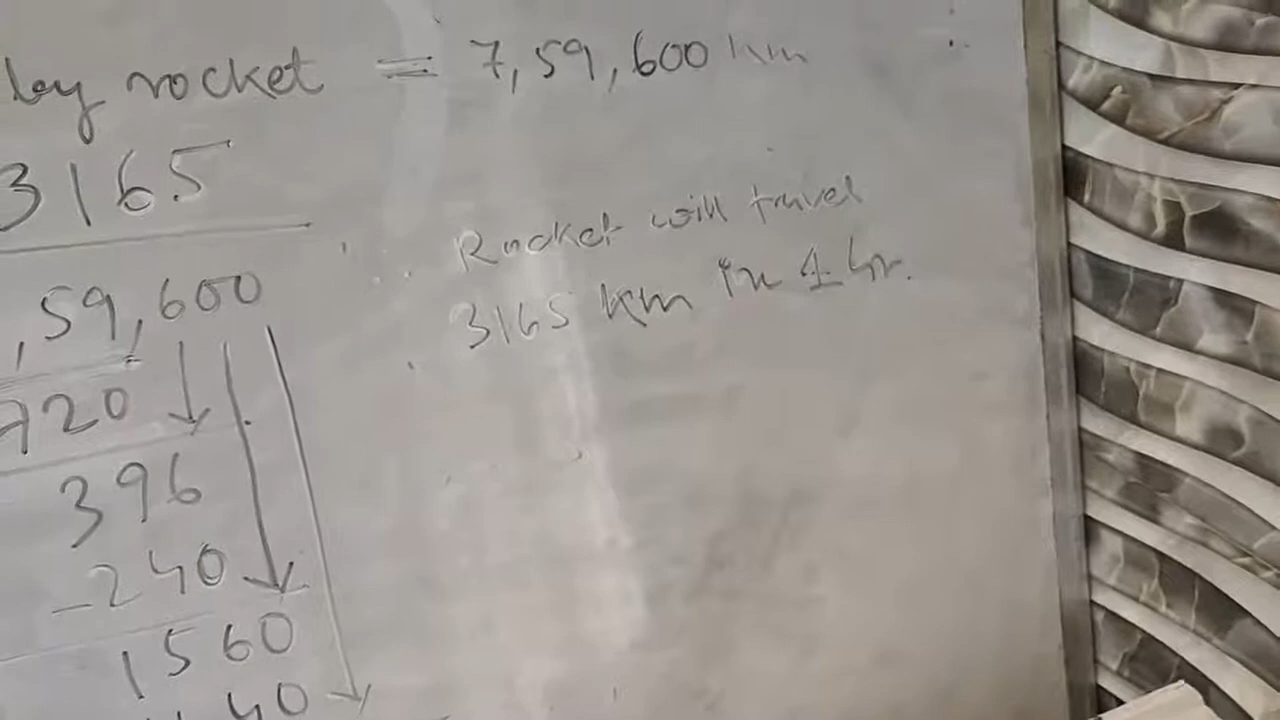 by rocket = 7,59,600 km
3165
,59,600
720
396
-240
1560
40
Rocket will travel
3165 km in 1 hr.